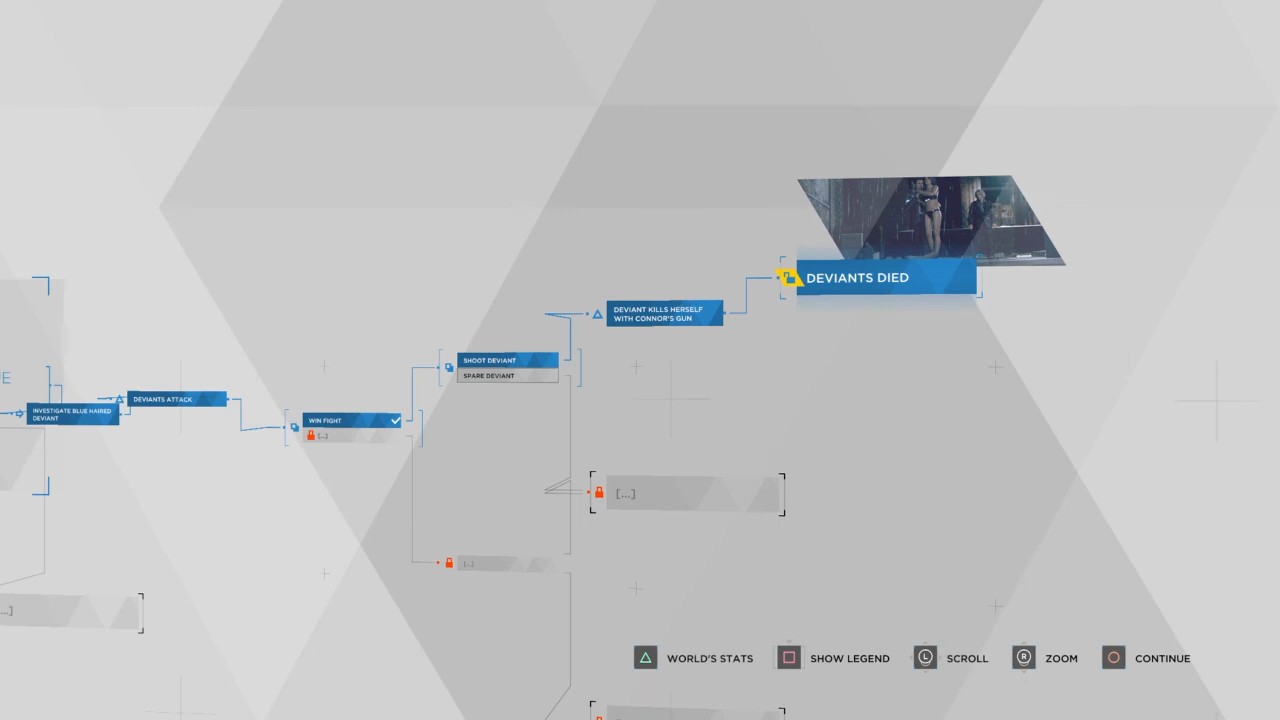 DEVIANTS DIED
DEVIANT KILLS HERSELF
WITH CONNOR'S GUN
SHOOT DEVIANT
SPARE DEVIANT
E
DEVIANTS ATTACK
INVESTIGATE BLUE HAIRED
DEVIANT
WIN FIGHT
[...]
[...]
[...]
...]
WORLD'S STATS
SHOW LEGEND
L
SCROLL
R
ZOOM
CONTINUE